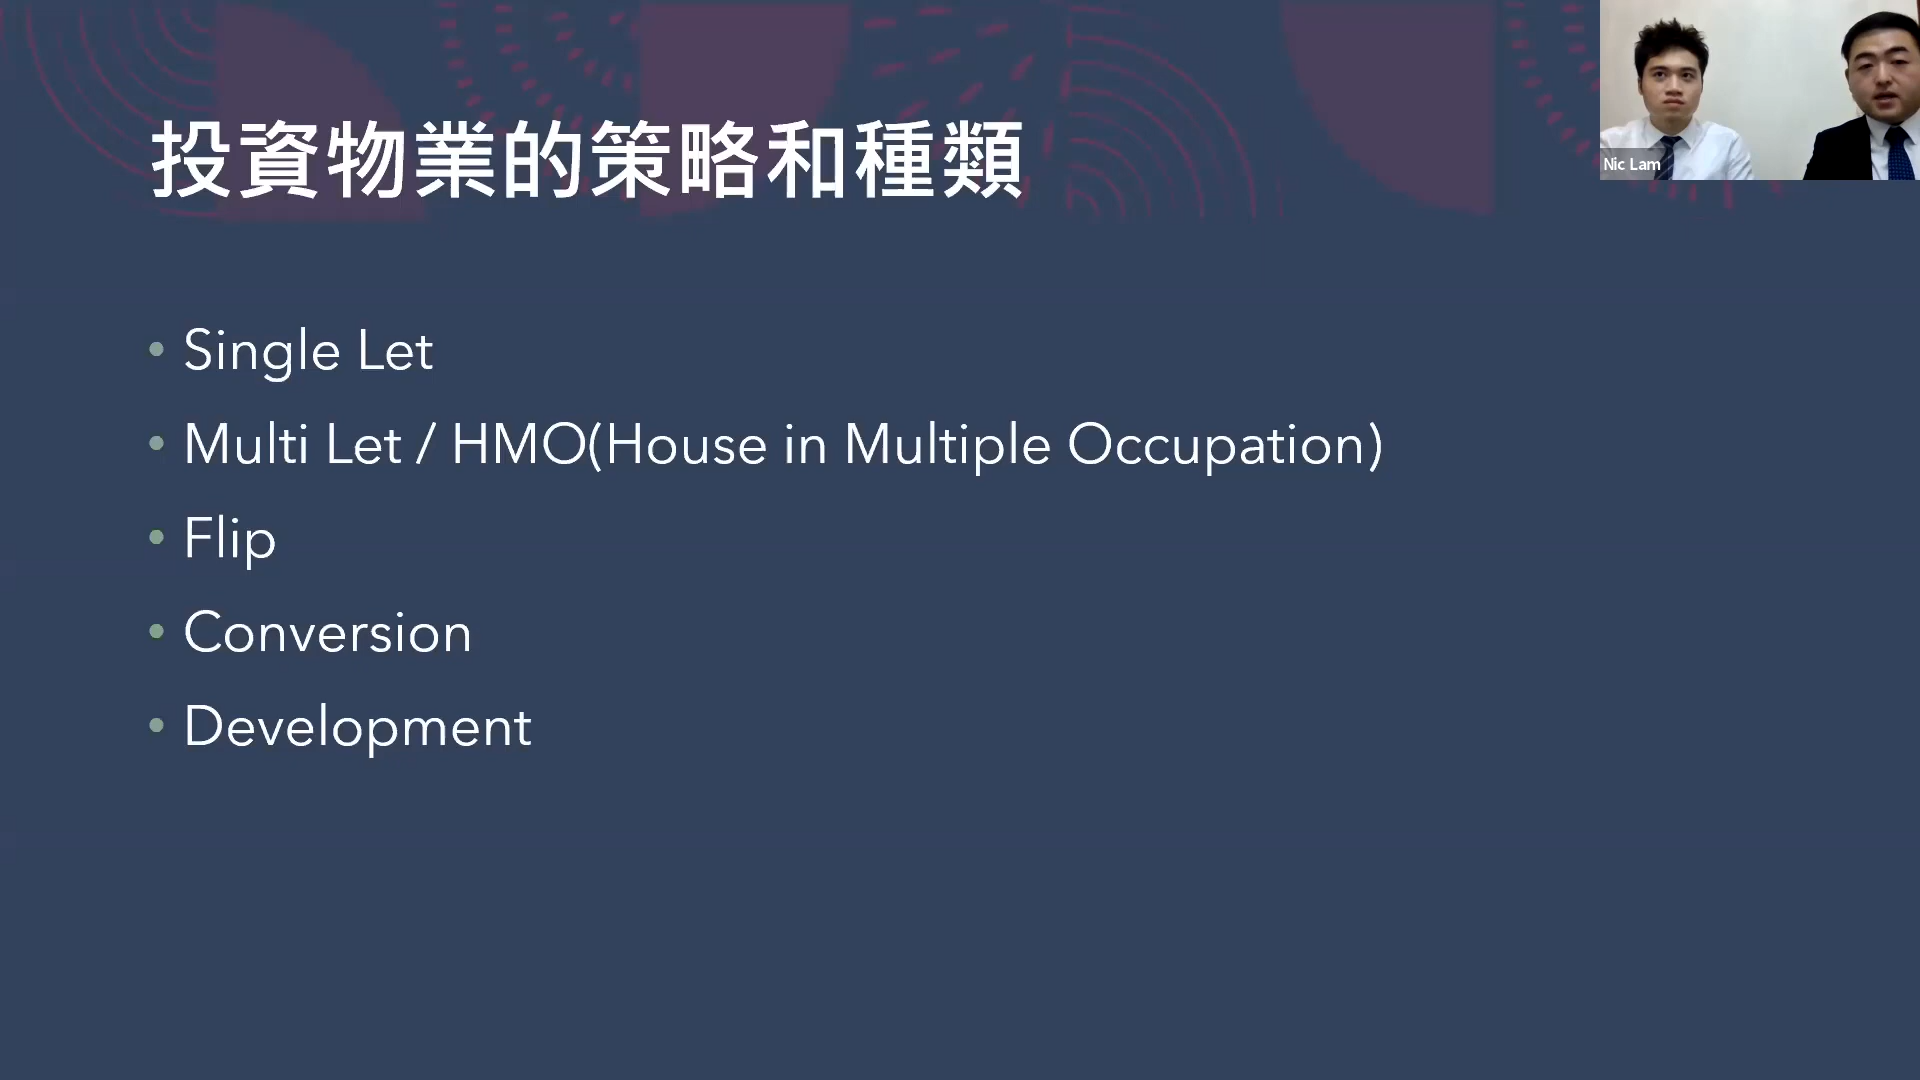 投資物業的策略和種類
• Single Let
• Multi Let / HMO(House in Multiple Occupation)
• Flip
• Conversion
• Development
Nic Lam